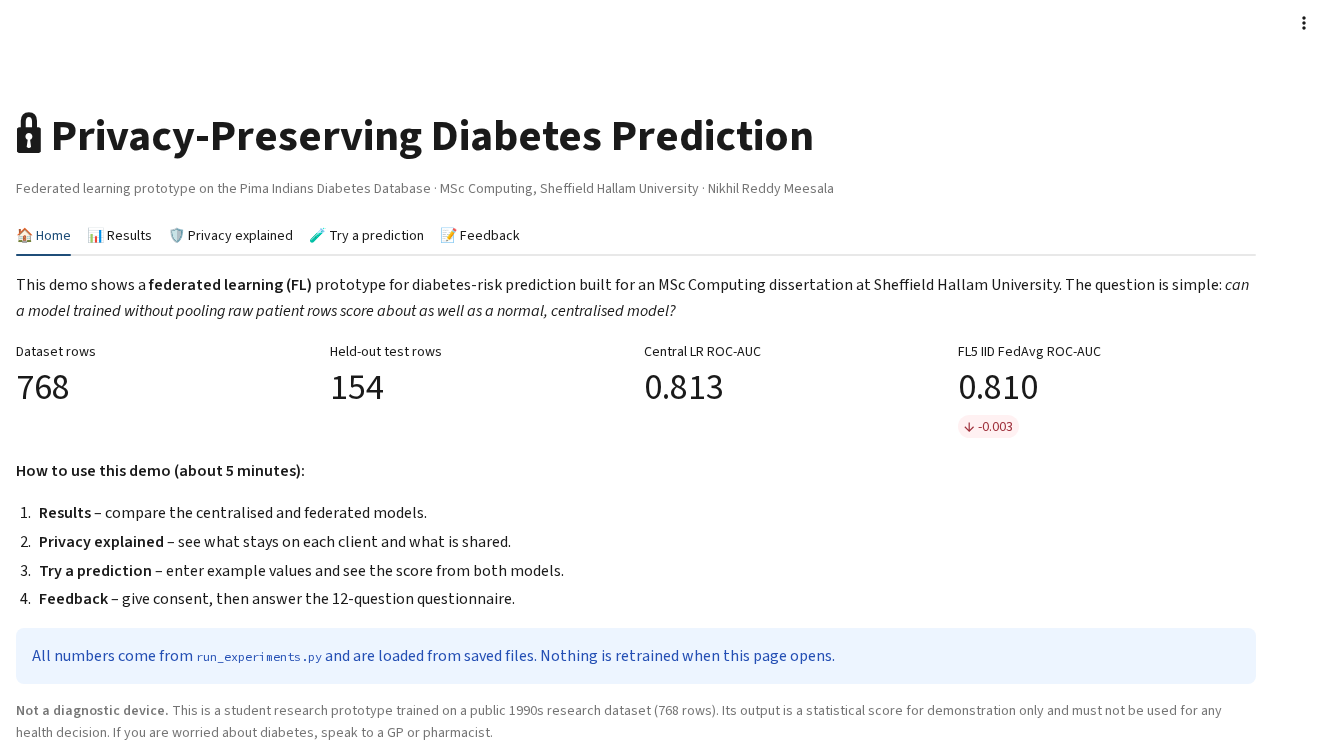 Privacy-Preserving Diabetes Prediction
Federated learning prototype on the Pima Indians Diabetes Database · MSc Computing, Sheffield Hallam University · Nikhil Reddy Meesala
Home Results Privacy explained Try a prediction Feedback
This demo shows a federated learning (FL) prototype for diabetes-risk prediction built for an MSc Computing dissertation at Sheffield Hallam University. The question is simple: can
a model trained without pooling raw patient rows score about as well as a normal, centralised model?
Dataset rows Held-out test rows Central LR ROC-AUC FL5 IID FedAvg ROC-AUC
768 154 0.813 0.810
↓ -0.003
How to use this demo (about 5 minutes):
1. Results – compare the centralised and federated models.
2. Privacy explained – see what stays on each client and what is shared.
3. Try a prediction – enter example values and see the score from both models.
4. Feedback – give consent, then answer the 12-question questionnaire.
All numbers come from run_experiments.py and are loaded from saved files. Nothing is retrained when this page opens.
Not a diagnostic device. This is a student research prototype trained on a public 1990s research dataset (768 rows). Its output is a statistical score for demonstration only and must not be used for any
health decision. If you are worried about diabetes, speak to a GP or pharmacist.